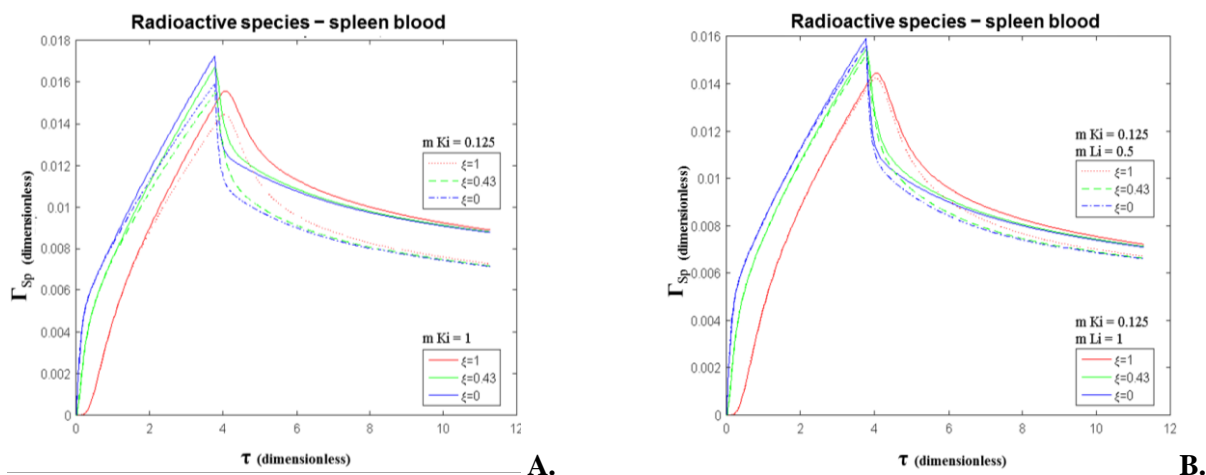 Radioactive species – spleen blood
0.018
0.016
0.014
0.012
0.01
0.008
0.006
0.004
0.002
0
Γ Sp (dimensionless)
m Ki = 0.125
ξ=1
ξ=0.43
ξ=0
m Ki = 1
ξ=1
ξ=0.43
ξ=0
0 2 4 6 8 10 12
τ (dimensionless)
A.
Radioactive species – spleen blood
0.016
0.014
0.012
0.01
0.008
0.006
0.004
0.002
0
Γ Sp (dimensionless)
m Ki = 0.125
m Li = 0.5
ξ=1
ξ=0.43
ξ=0
m Ki = 0.125
m Li = 1
ξ=1
ξ=0.43
ξ=0
0 2 4 6 8 10 12
τ (dimensionless)
B.